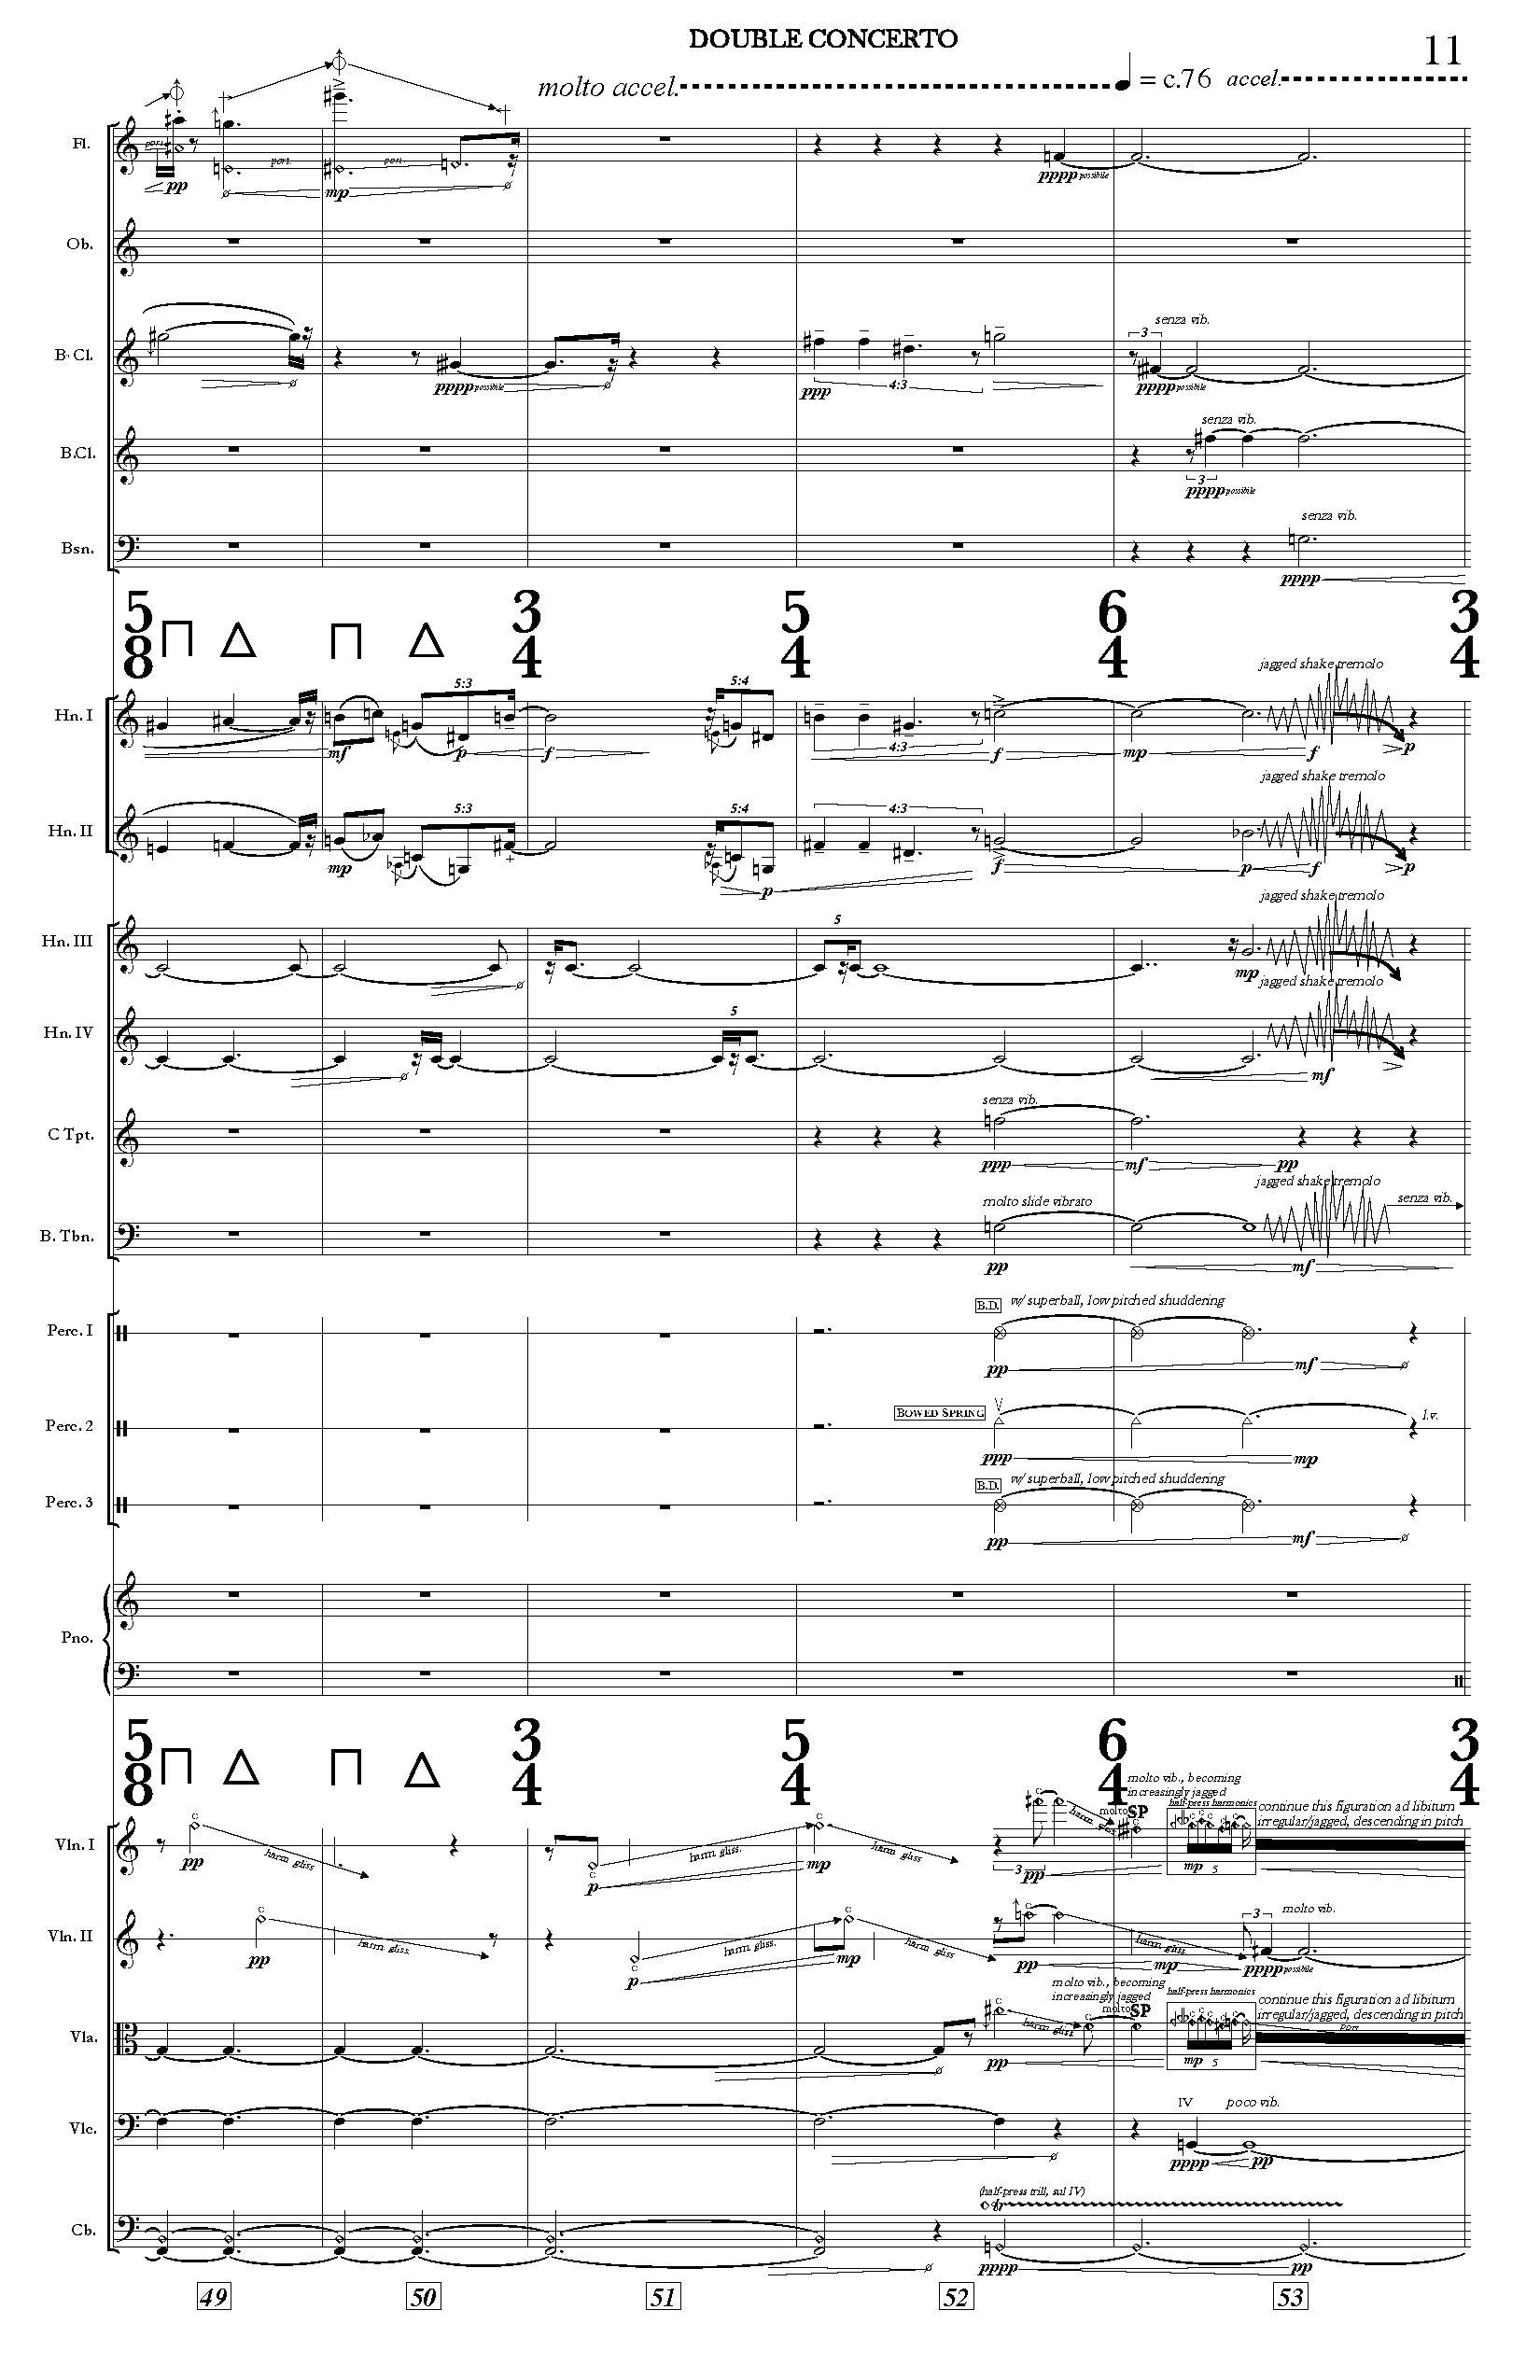 DOUBLE CONCERTO
11
molto accel.
= c.76 accel.
Fl.
port.
port.
port.
pp
mp
pppp possibile
Ob.
B♭ Cl.
pppp possibile
ppp
4:3
3
senza vib.
pppp possibile
B.Cl.
senza vib.
3
pppp possibile
Bsn.
senza vib.
pppp
5 8
3 4
5 4
6 4
3 4
Hn. I
mf
5:3
p
f
5:4
4:3
f
mp
jagged shake tremolo
f
p
Hn. II
mp
5:3
5:4
p
4:3
f
jagged shake tremolo
p
f
p
Hn. III
5
jagged shake tremolo
mp
Hn. IV
5
jagged shake tremolo
mf
C Tpt.
senza vib.
ppp
mf
pp
B. Tbn.
molto slide vibrato
pp
jagged shake tremolo
mf
senza vib.
Perc. I
B.D.
w/ superball, low pitched shuddering
pp
mf
Perc. 2
BOWED SPRING
ppp
mp
l.v.
Perc. 3
B.D.
w/ superball, low pitched shuddering
pp
mf
Pno.
5 8
3 4
5 4
6 4
3 4
Vln. I
pp
harm. gliss
p
harm. gliss.
mp
harm. gliss
3
pp
harm. gliss
molto SP
molto vib., becoming
increasingly jagged
half-press harmonics
mp 5
continue this figuration ad libitum
irregular/jagged, descending in pitch
Vln. II
pp
harm. gliss.
p
harm. gliss.
mp
harm. gliss
pp
harm. gliss.
mp
3
molto vib.
pppp possibile
Vla.
pp
harm. gliss
molto vib., becoming
increasingly jagged
molto SP
half-press harmonics
mp 5
continue this figuration ad libitum
irregular/jagged, descending in pitch
port
Vlc.
IV
poco vib.
pppp
pp
Cb.
(half-press trill, sul IV)
tr
pppp
pp
49
50
51
52
53